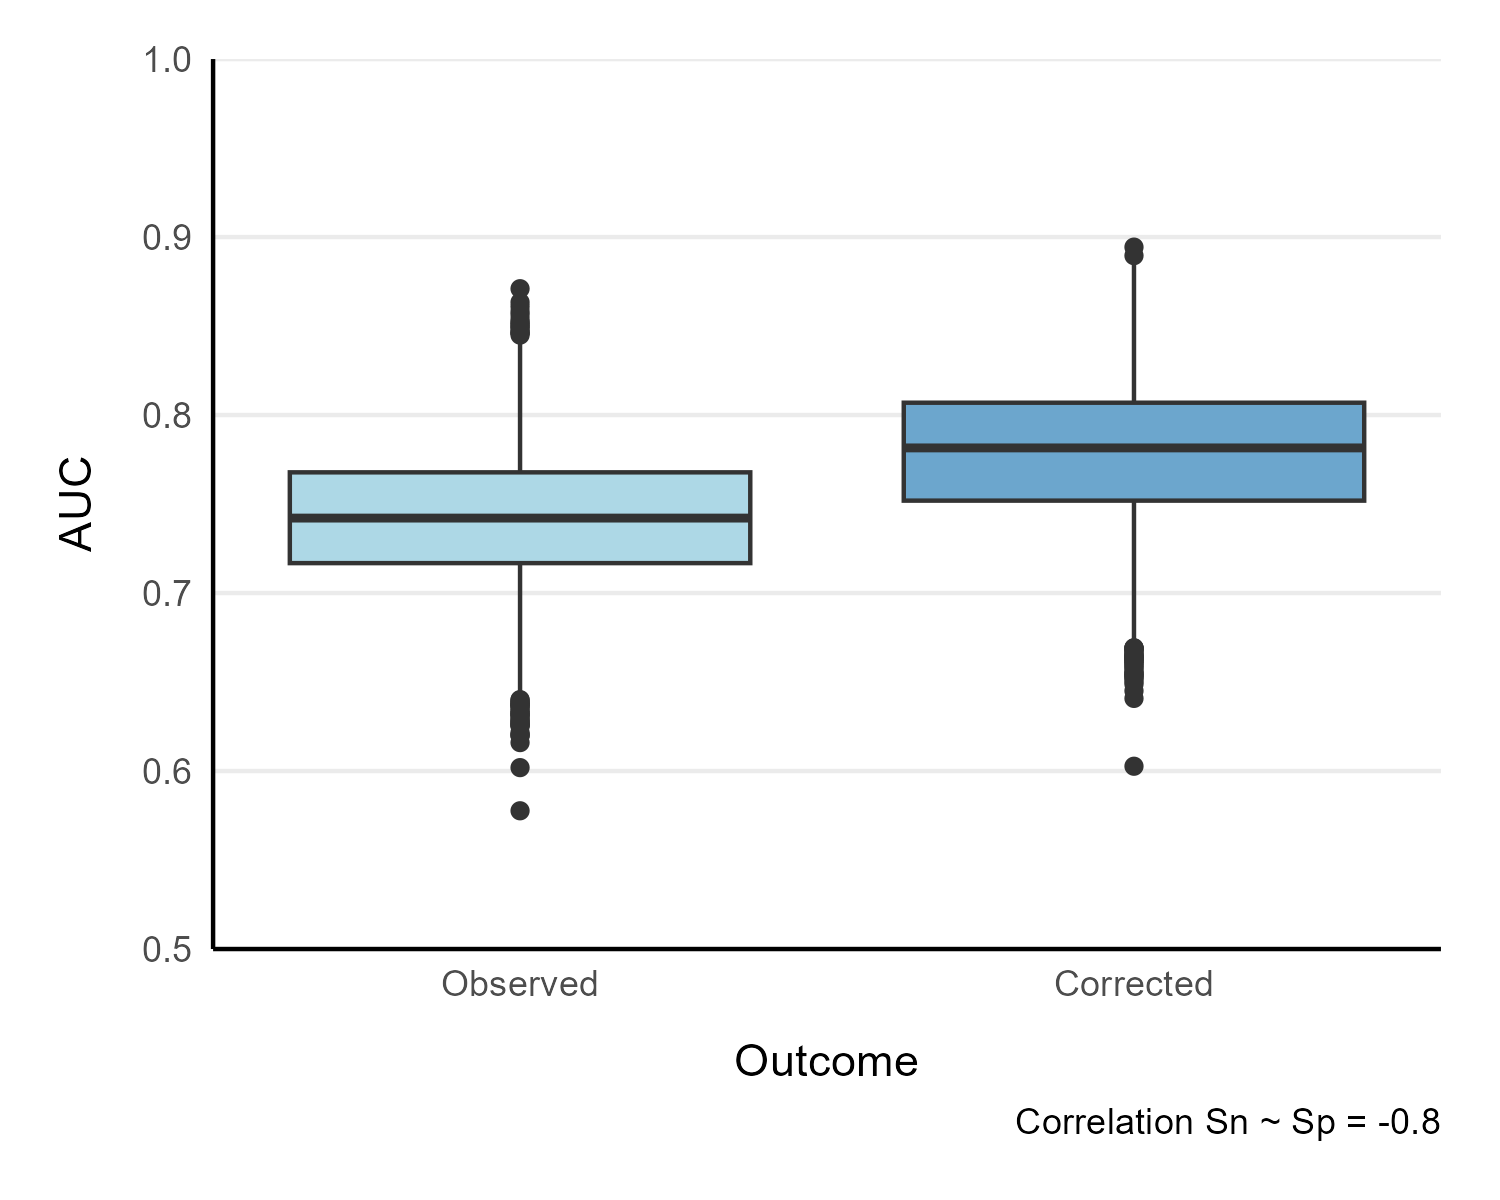 1.0
0.9
0.8
0.7
0.6
0.5
AUC
Observed
Corrected
Outcome
Correlation Sn ~ Sp = -0.8